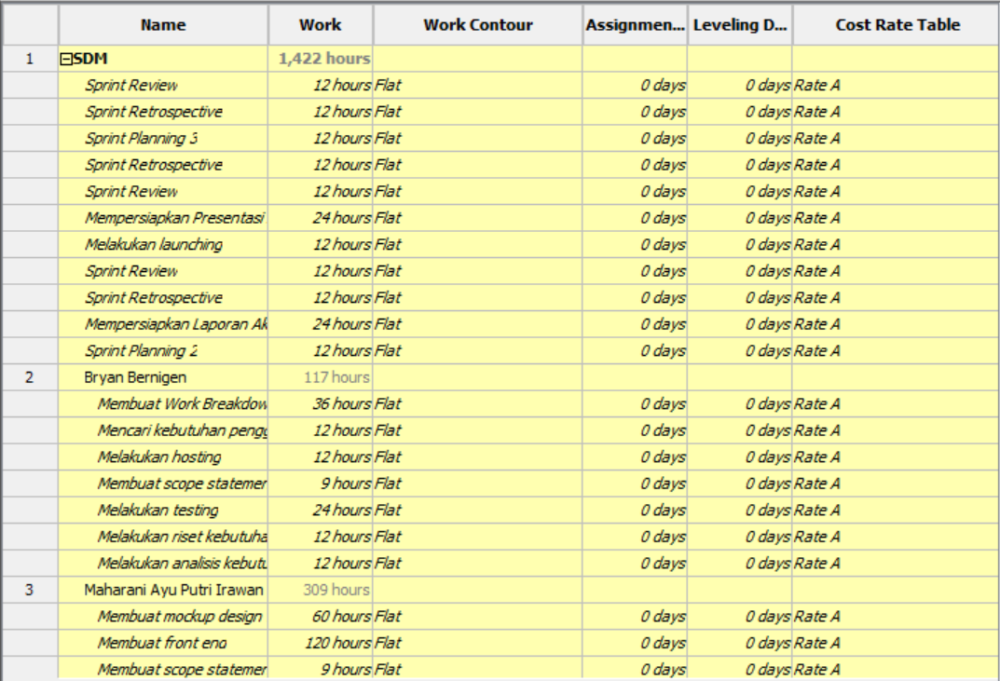 Name Work Work Contour Assignmen... Leveling D... Cost Rate Table
1 SDM 1,422 hours
Sprint Review 12 hours Flat 0 days 0 days Rate A
Sprint Retrospective 12 hours Flat 0 days 0 days Rate A
Sprint Planning 3 12 hours Flat 0 days 0 days Rate A
Sprint Retrospective 12 hours Flat 0 days 0 days Rate A
Sprint Review 12 hours Flat 0 days 0 days Rate A
Mempersiapkan Presentasi 24 hours Flat 0 days 0 days Rate A
Melakukan launching 12 hours Flat 0 days 0 days Rate A
Sprint Review 12 hours Flat 0 days 0 days Rate A
Sprint Retrospective 12 hours Flat 0 days 0 days Rate A
Mempersiapkan Laporan Ak 24 hours Flat 0 days 0 days Rate A
Sprint Planning 2 12 hours Flat 0 days 0 days Rate A
2 Bryan Bernigen 117 hours
Membuat Work Breakdow 36 hours Flat 0 days 0 days Rate A
Mencari kebutuhan pengg 12 hours Flat 0 days 0 days Rate A
Melakukan hosting 12 hours Flat 0 days 0 days Rate A
Membuat scope statemer 9 hours Flat 0 days 0 days Rate A
Melakukan testing 24 hours Flat 0 days 0 days Rate A
Melakukan riset kebutuha 12 hours Flat 0 days 0 days Rate A
Melakukan analisis kebutu 12 hours Flat 0 days 0 days Rate A
3 Maharani Ayu Putri Irawan 309 hours
Membuat mockup design 60 hours Flat 0 days 0 days Rate A
Membuat front end 120 hours Flat 0 days 0 days Rate A
Membuat scope statemer 9 hours Flat 0 days 0 days Rate A